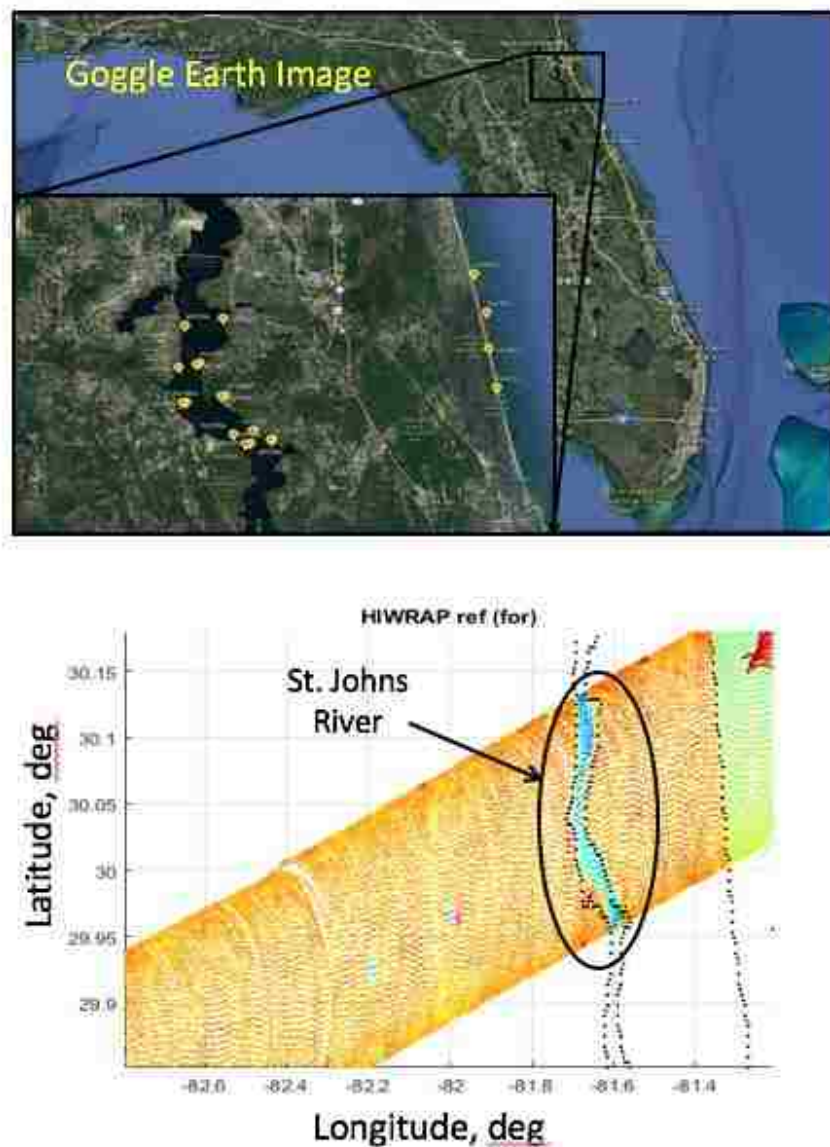 Goggle Earth Image
HIWRAP ref (for)
St. Johns
River
30.15
30.1
30.05
30
29.95
29.9
Latitude, deg
-82.6
-82.4
-82.2
-82
-81.8
-81.6
-81.4
Longitude, deg